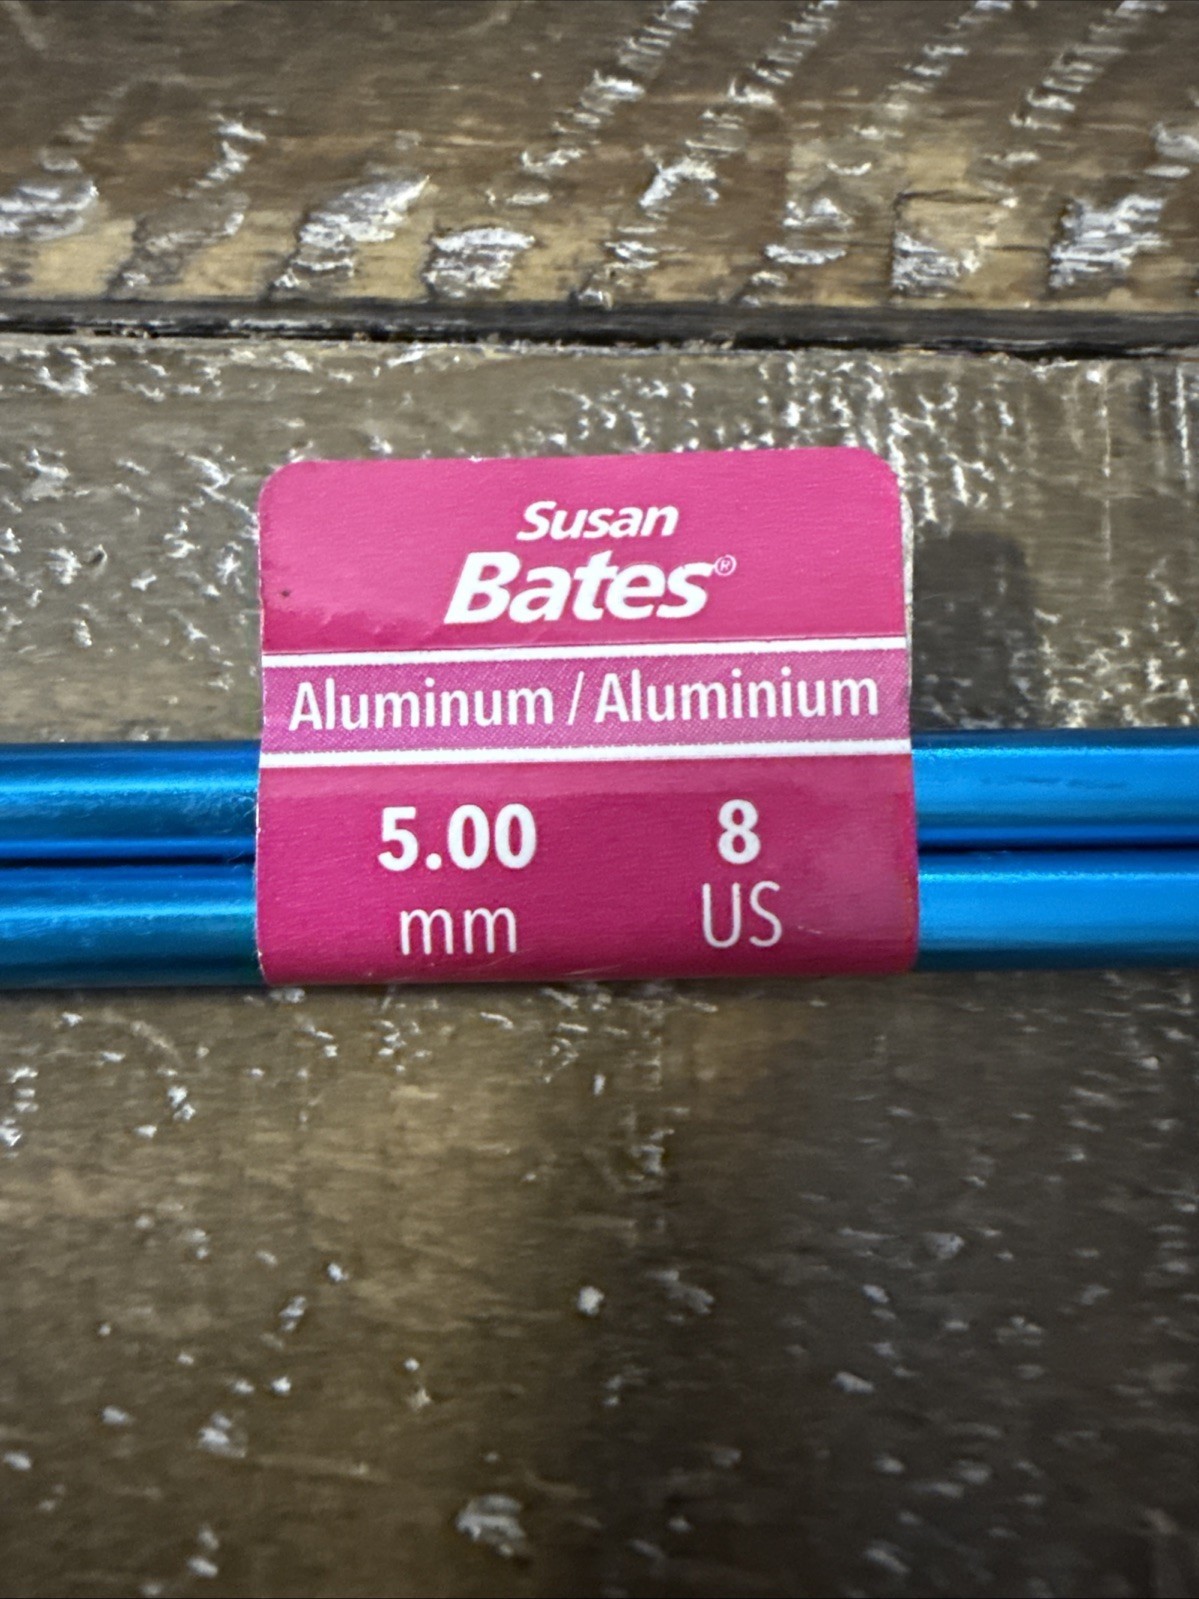 Susan
Bates®
Aluminum / Aluminium
5.00 8
mm US